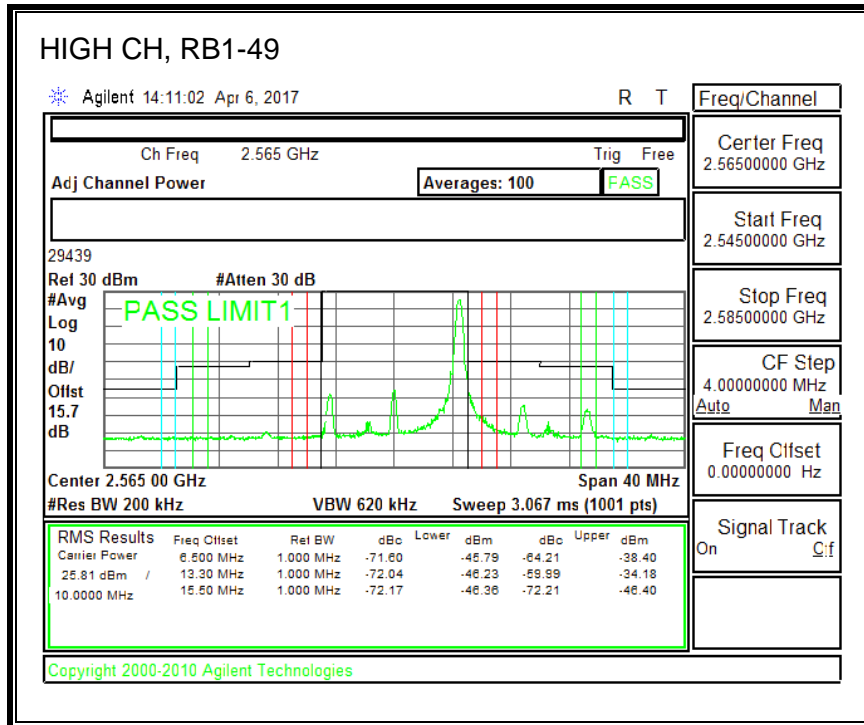 HIGH CH, RB1-49
Agilent 14:11:02 Apr 6, 2017 R T
Freq/Channel
Ch Freq 2.565 GHz Trig Free
Adj Channel Power Averages: 100 PASS
Center Freq
2.56500000 GHz
Start Freq
2.54500000 GHz
Stop Freq
2.58500000 GHz
CF Step
4.00000000 MHz
Auto Man
Freq Offset
0.00000000 Hz
Signal Track
On Off
29439
Ref 30 dBm #Atten 30 dB
#Avg
Log
10
dB/
Offst
15.7
dB
PASS LIMIT1
Center 2.565 00 GHz Span 40 MHz
#Res BW 200 kHz VBW 620 kHz Sweep 3.067 ms (1001 pts)
RMS Results Freq Offset Ref BW dBc Lower dBm dBc Upper dBm
Carrier Power 6.500 MHz 1.000 MHz -71.60 -45.79 -64.21 -38.40
25.81 dBm / 13.30 MHz 1.000 MHz -72.04 -46.23 -59.99 -34.18
10.0000 MHz 15.50 MHz 1.000 MHz -72.17 -46.36 -72.21 -46.40
Copyright 2000-2010 Agilent Technologies